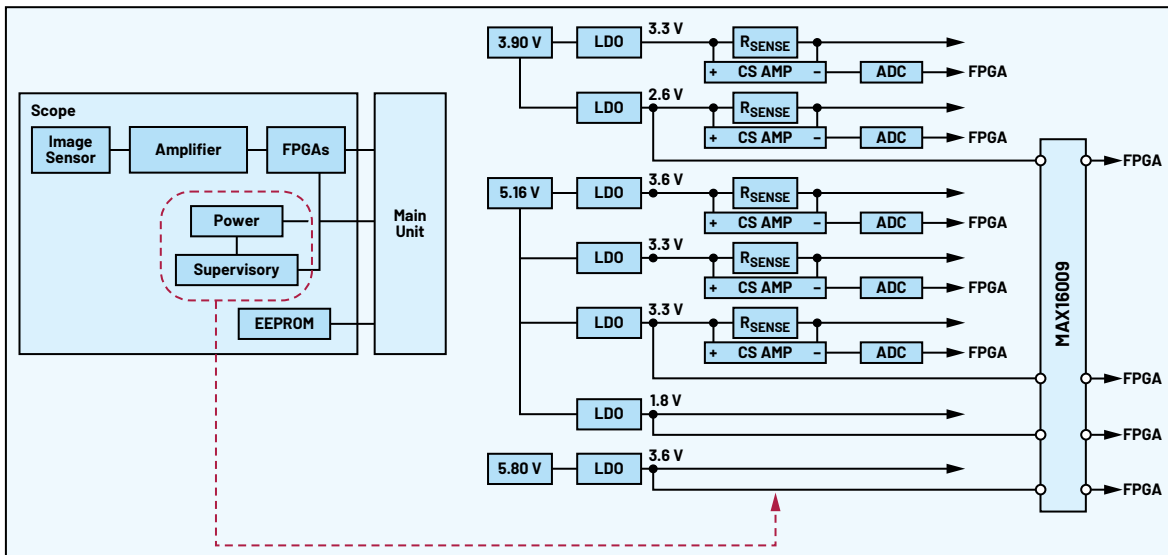 Scope
Image
Sensor
Amplifier
FPGAs
Power
Supervisory
EEPROM
Main
Unit
3.90 V
LDO
3.3 V
RSENSE
+ CS AMP –
ADC
FPGA
LDO
2.6 V
RSENSE
+ CS AMP –
ADC
FPGA
FPGA
5.16 V
LDO
3.6 V
RSENSE
+ CS AMP –
ADC
FPGA
LDO
3.3 V
RSENSE
+ CS AMP –
ADC
FPGA
LDO
3.3 V
RSENSE
+ CS AMP –
ADC
FPGA
FPGA
LDO
1.8 V
FPGA
5.80 V
LDO
3.6 V
FPGA
MAX16009